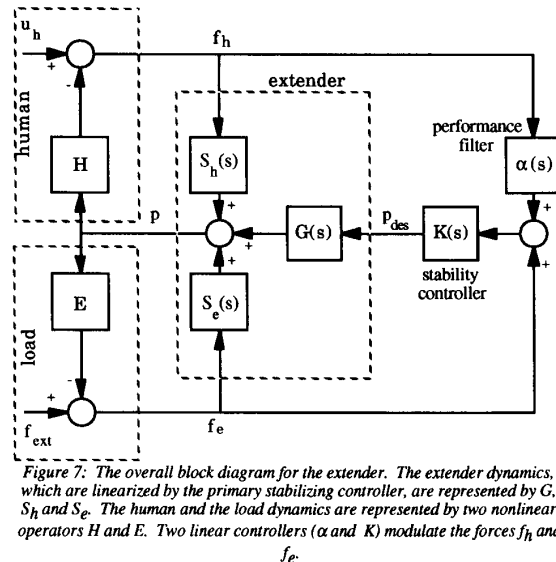 u_h
+
-
f_h
extender
human
H
S_h(s)
performance
filter
α(s)
+
+
p
+
G(s)
p_des
K(s)
+
+
stability
controller
E
S_e(s)
load
-
+
f_ext
f_e
Figure 7: The overall block diagram for the extender. The extender dynamics,
which are linearized by the primary stabilizing controller, are represented by G,
S_h and S_e. The human and the load dynamics are represented by two nonlinear
operators H and E. Two linear controllers (α and K) modulate the forces f_h and
f_e.